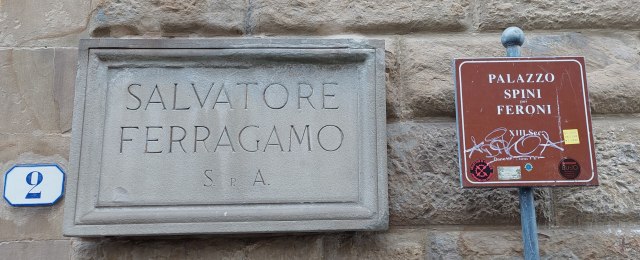 2
SALVATORE
FERRAGAMO
S.P.A.
PALAZZO
SPINI
FERONI
XIII Sec.